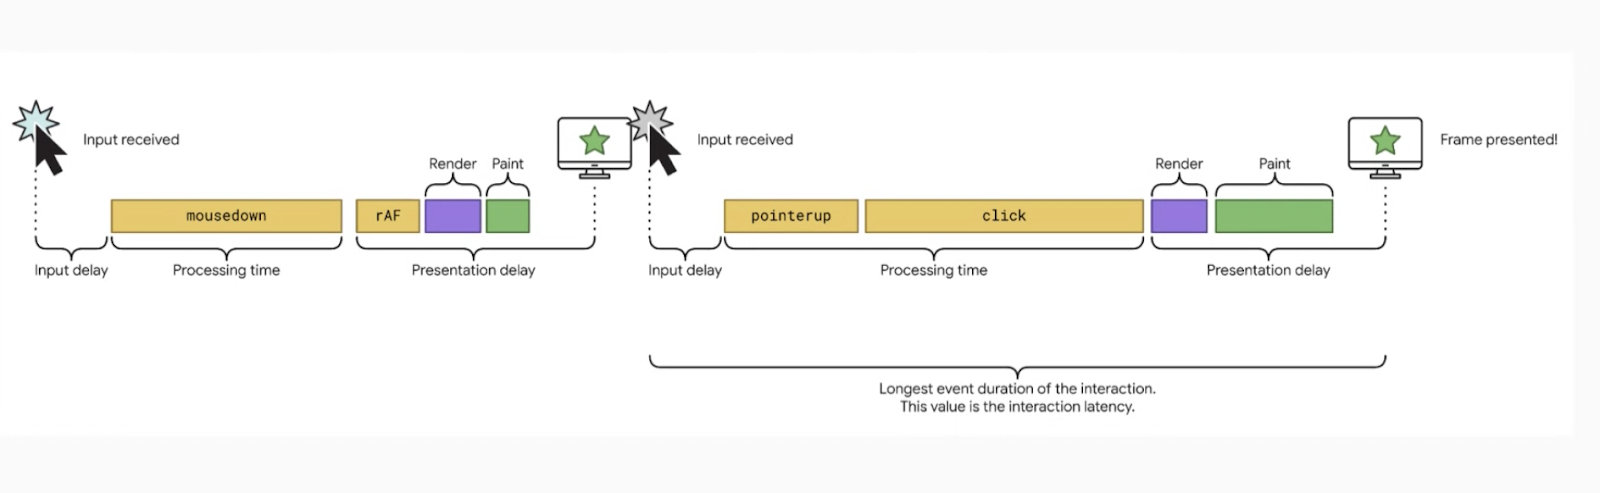 Input received
Input received
Frame presented!
Render
Paint
Render
Paint
mousedown
rAF
pointerup
click
Input delay
Processing time
Presentation delay
Input delay
Processing time
Presentation delay
Longest event duration of the interaction.
This value is the interaction latency.